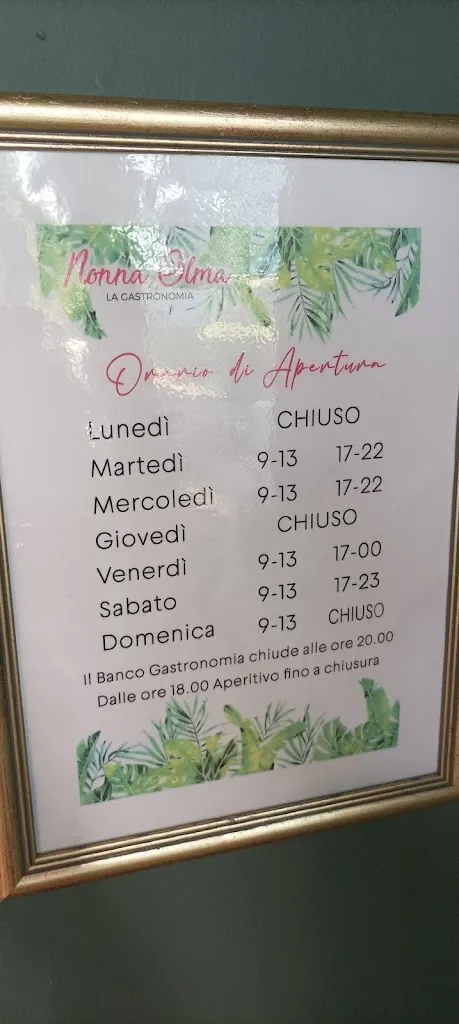 Nonna Olma
LA GASTRONOMIA
Orario di Apertura
Lunedì CHIUSO
Martedì 9-13 17-22
Mercoledì 9-13 17-22
Giovedì CHIUSO
Venerdì 9-13 17-00
Sabato 9-13 17-23
Domenica 9-13 CHIUSO
Il Banco Gastronomia chiude alle ore 20.00
Dalle ore 18.00 Aperitivo fino a chiusura